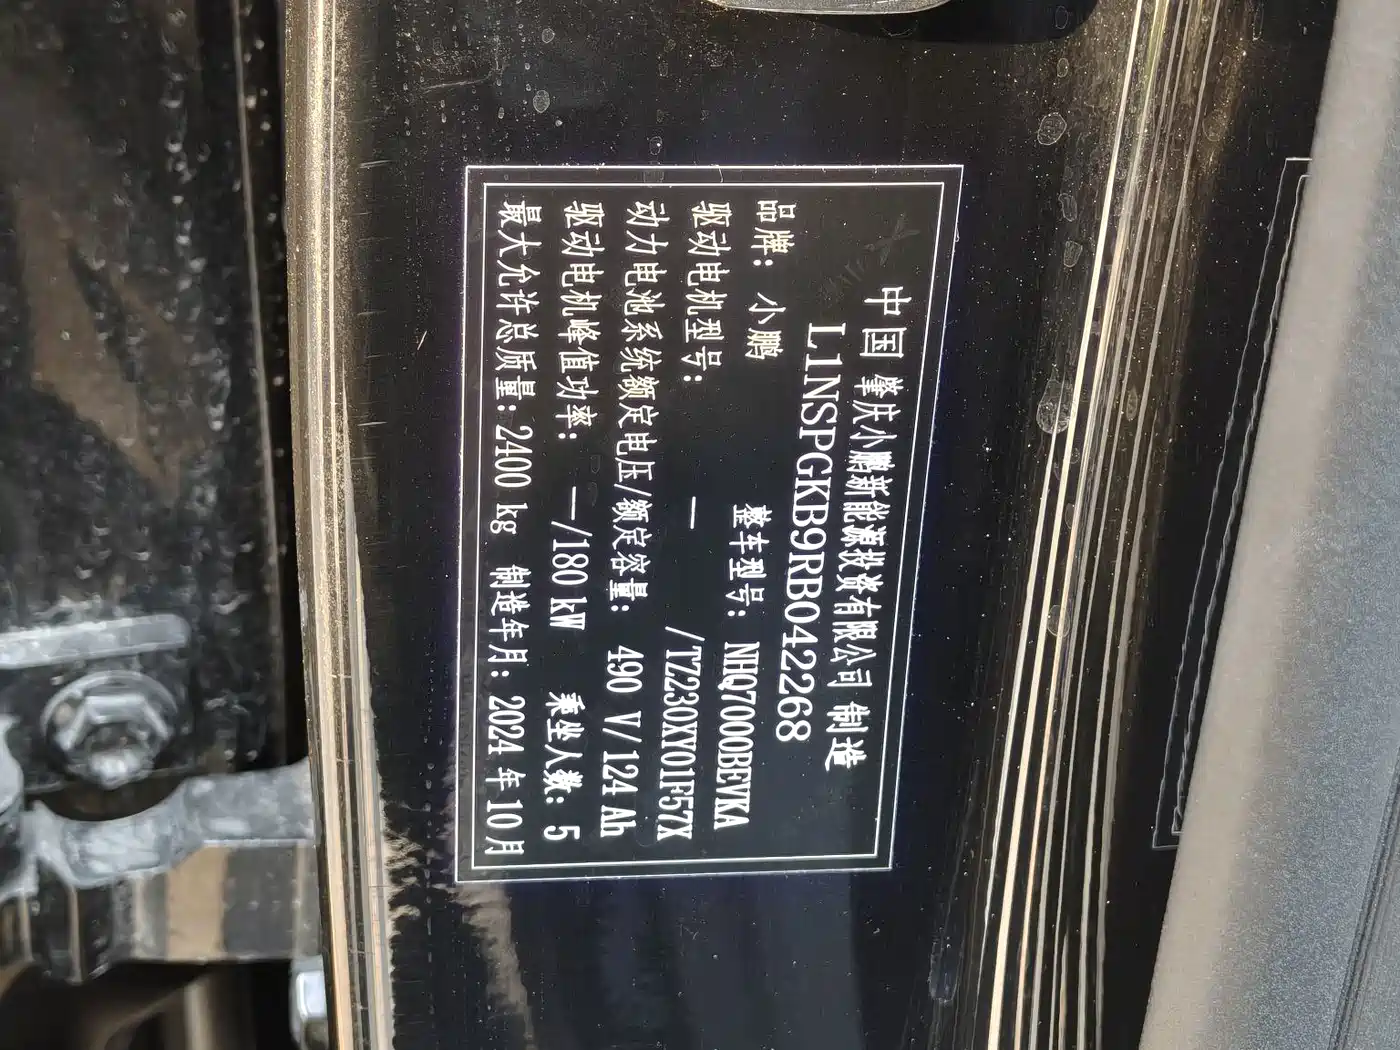 中国 肇庆小鹏新能源投资有限公司 制造
L1NSPGKB9RB042268
品牌: 小鹏 整车型号: NHQ7000BEVKA
驱动电机型号: — /TZ230XY01F57X
动力电池系统额定电压/额定容量: 490 V/124 Ah
驱动电机峰值功率: —/180 kW 乘坐人数: 5
最大允许总质量: 2400 kg 制造年月: 2024 年 10 月